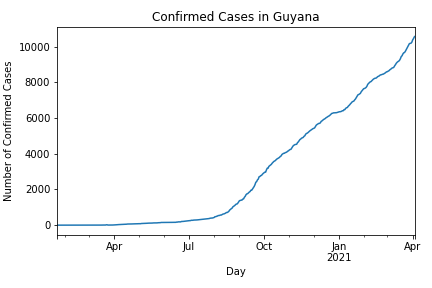 Confirmed Cases in Guyana
Number of Confirmed Cases
10000
8000
6000
4000
2000
0
Apr
Jul
Oct
Jan
2021
Apr
Day